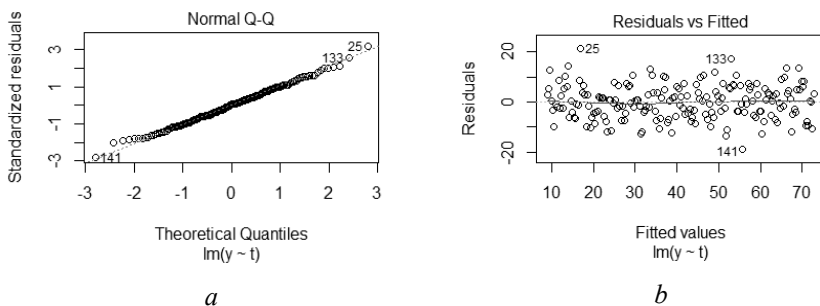 Normal Q-Q
Standardized residuals
3
1
-1
-3
25
133
141
-3 -2 -1 0 1 2 3
Theoretical Quantiles
lm(y ~ t)
a
Residuals vs Fitted
Residuals
20
0
-20
25
133
141
10 20 30 40 50 60 70
Fitted values
lm(y ~ t)
b